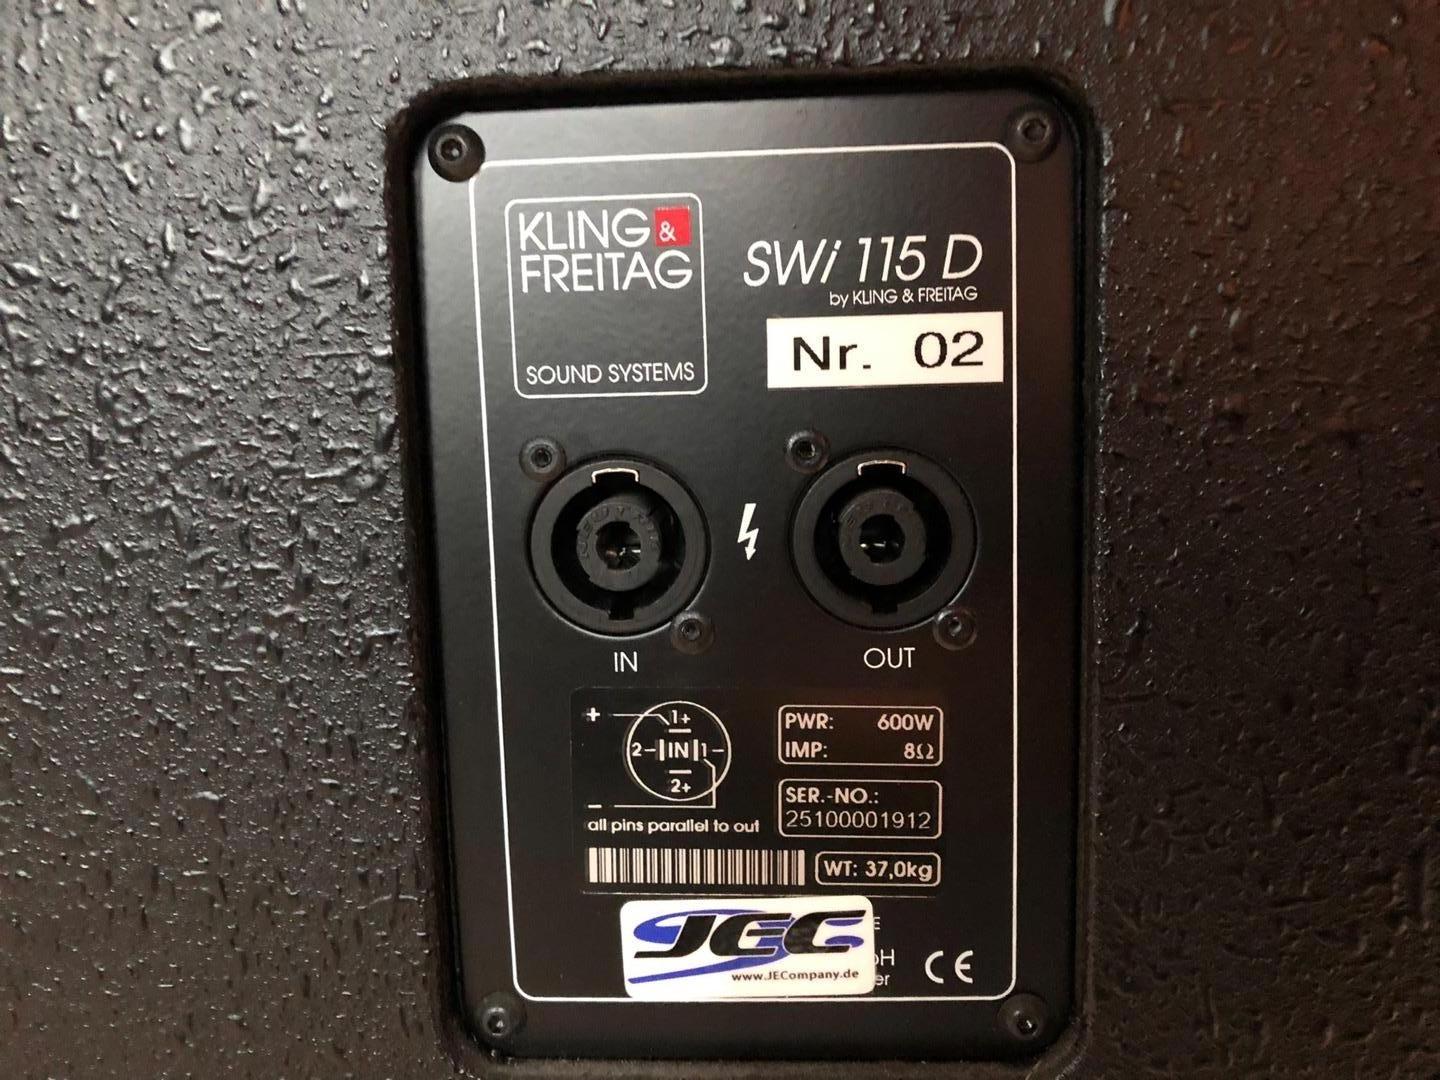 KLING &
FREITAG
SOUND SYSTEMS
SWi 115 D
by KLING & FREITAG
Nr. 02
IN
OUT
+ 1+
2- IN 1-
2+
-
all pins parallel to out
PWR: 600W
IMP: 8Ω
SER.-NO.:
25100001912
WT: 37,0kg
JEC
www.JECompany.de
CE